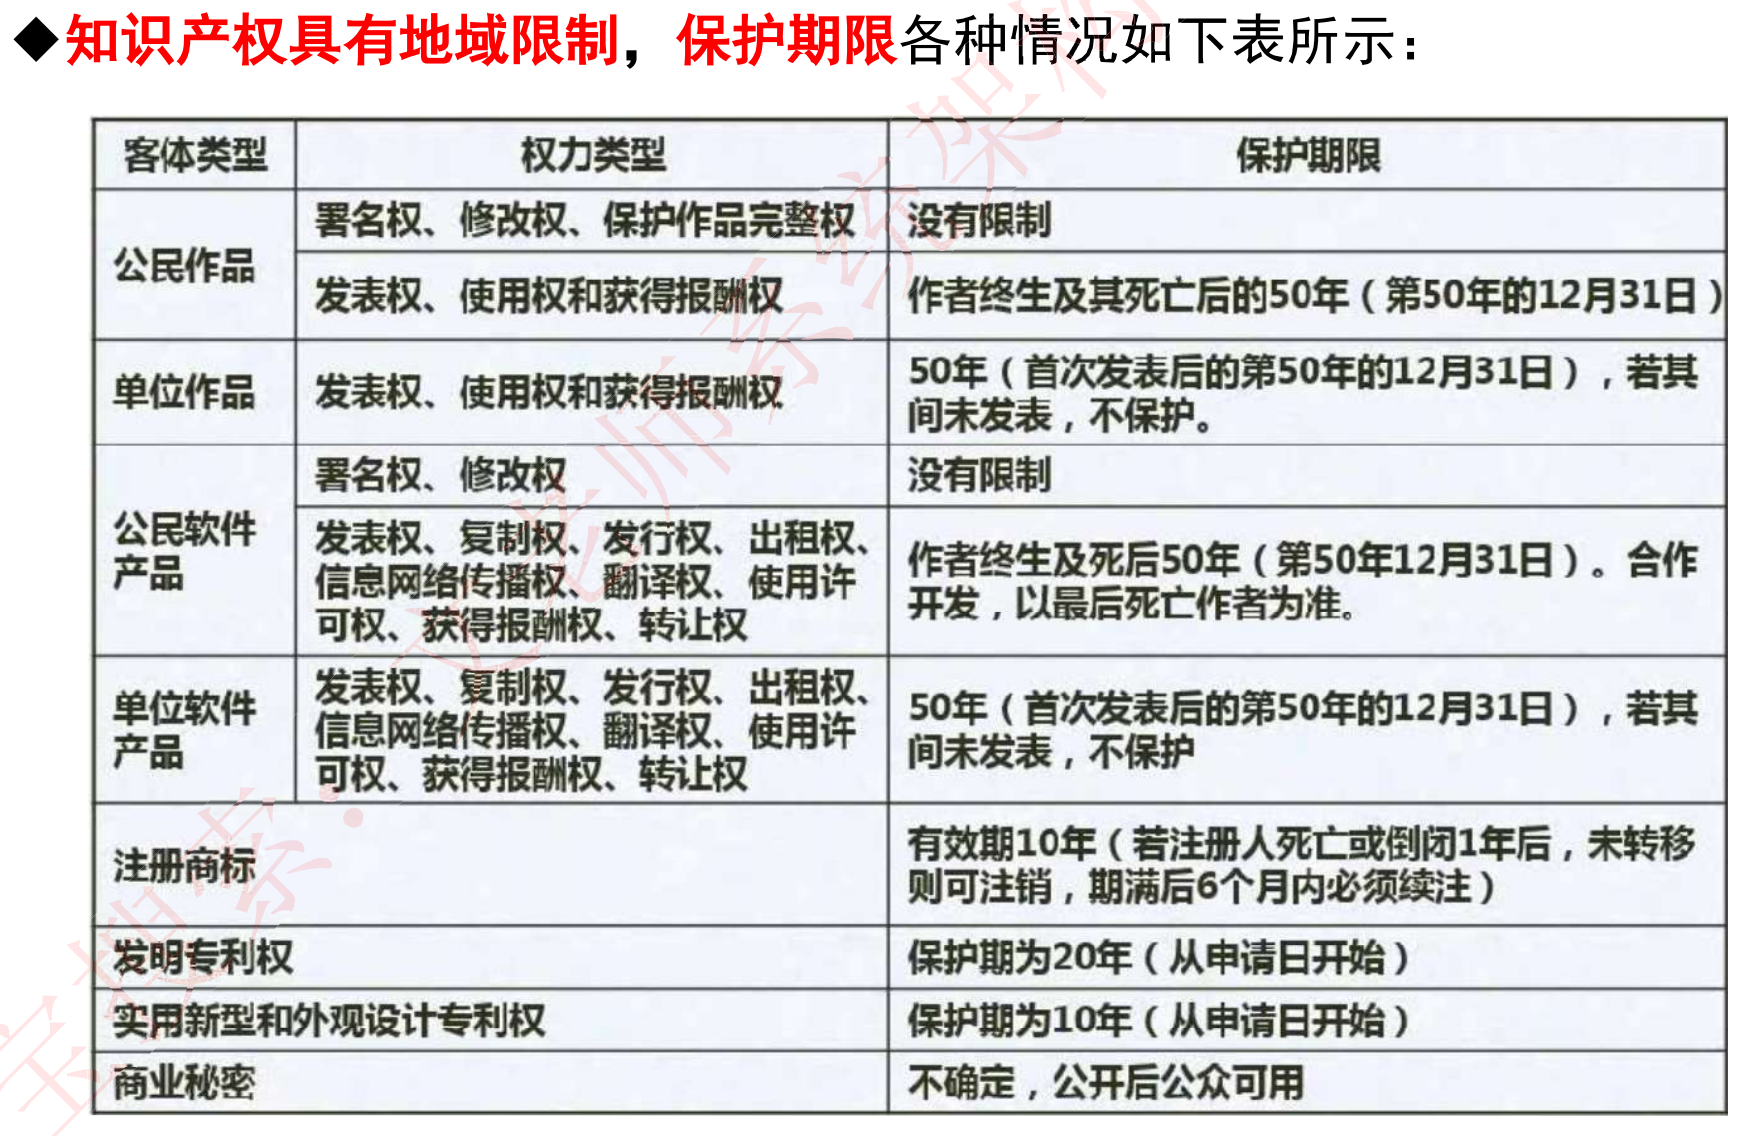 ◆知识产权具有地域限制，保护期限各种情况如下表所示：
客体类型 权力类型 保护期限
公民作品
署名权、修改权、保护作品完整权 没有限制
发表权、使用权和获得报酬权 作者终生及其死亡后的50年（第50年的12月31日）
单位作品 发表权、使用权和获得报酬权
50年（首次发表后的第50年的12月31日），若其
间未发表，不保护。
公民软件
产品
署名权、修改权 没有限制
发表权、复制权、发行权、出租权、
信息网络传播权、翻译权、使用许
可权、获得报酬权、转让权
作者终生及死后50年（第50年12月31日）。合作
开发，以最后死亡作者为准。
单位软件
产品
发表权、复制权、发行权、出租权、
信息网络传播权、翻译权、使用许
可权、获得报酬权、转让权
50年（首次发表后的第50年的12月31日），若其
间未发表，不保护
注册商标
有效期10年（若注册人死亡或倒闭1年后，未转移
则可注销，期满后6个月内必须续注）
发明专利权 保护期为20年（从申请日开始）
实用新型和外观设计专利权 保护期为10年（从申请日开始）
商业秘密 不确定，公开后公众可用
宝搜索：文老师系统架构